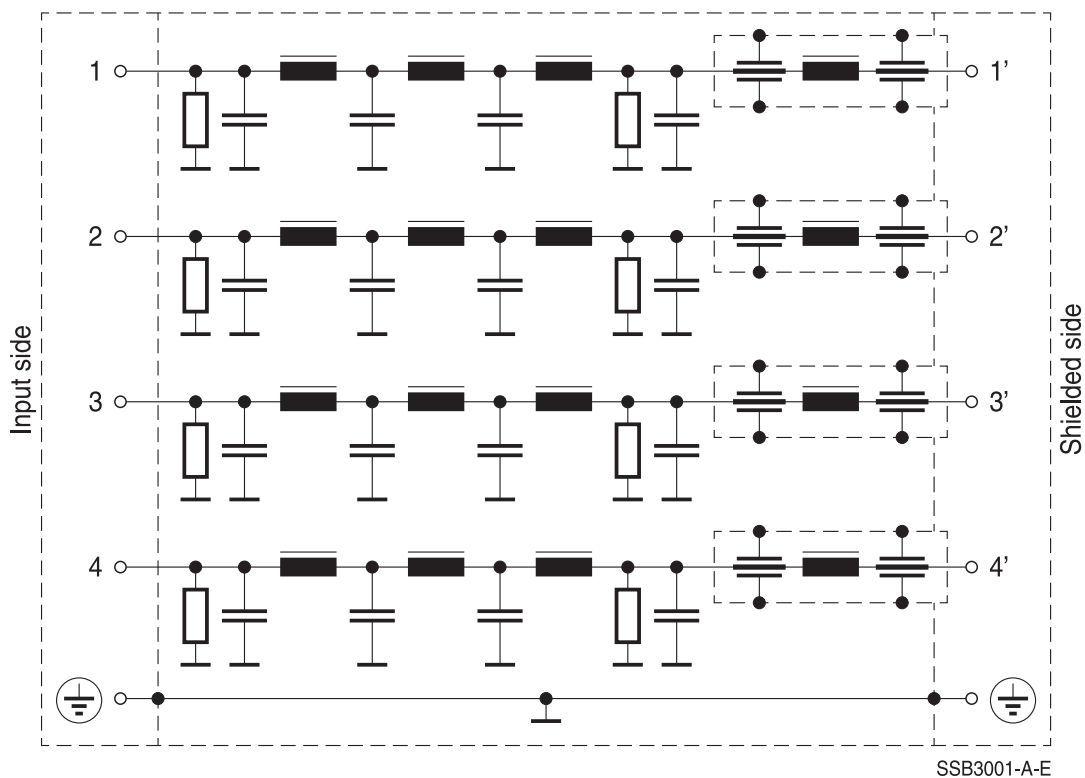 1
1'
2
2'
Input side
Shielded side
3
3'
4
4'
SSB3001-A-E